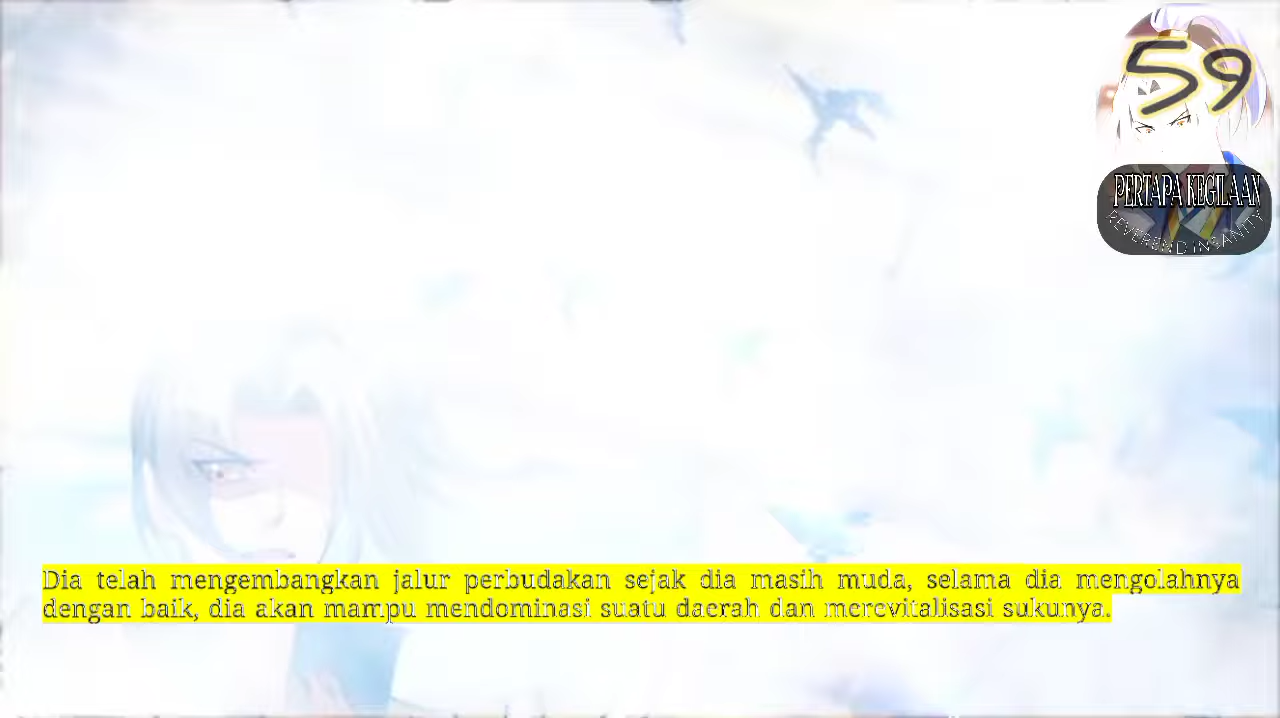 59
PERTAPA KEGILAAN
REVEREND INSANITY
Dia telah mengembangkan jalur perbudakan sejak dia masih muda, selama dia mengolahnya
dengan baik, dia akan mampu mendominasi suatu daerah dan merevitalisasi sukunya.